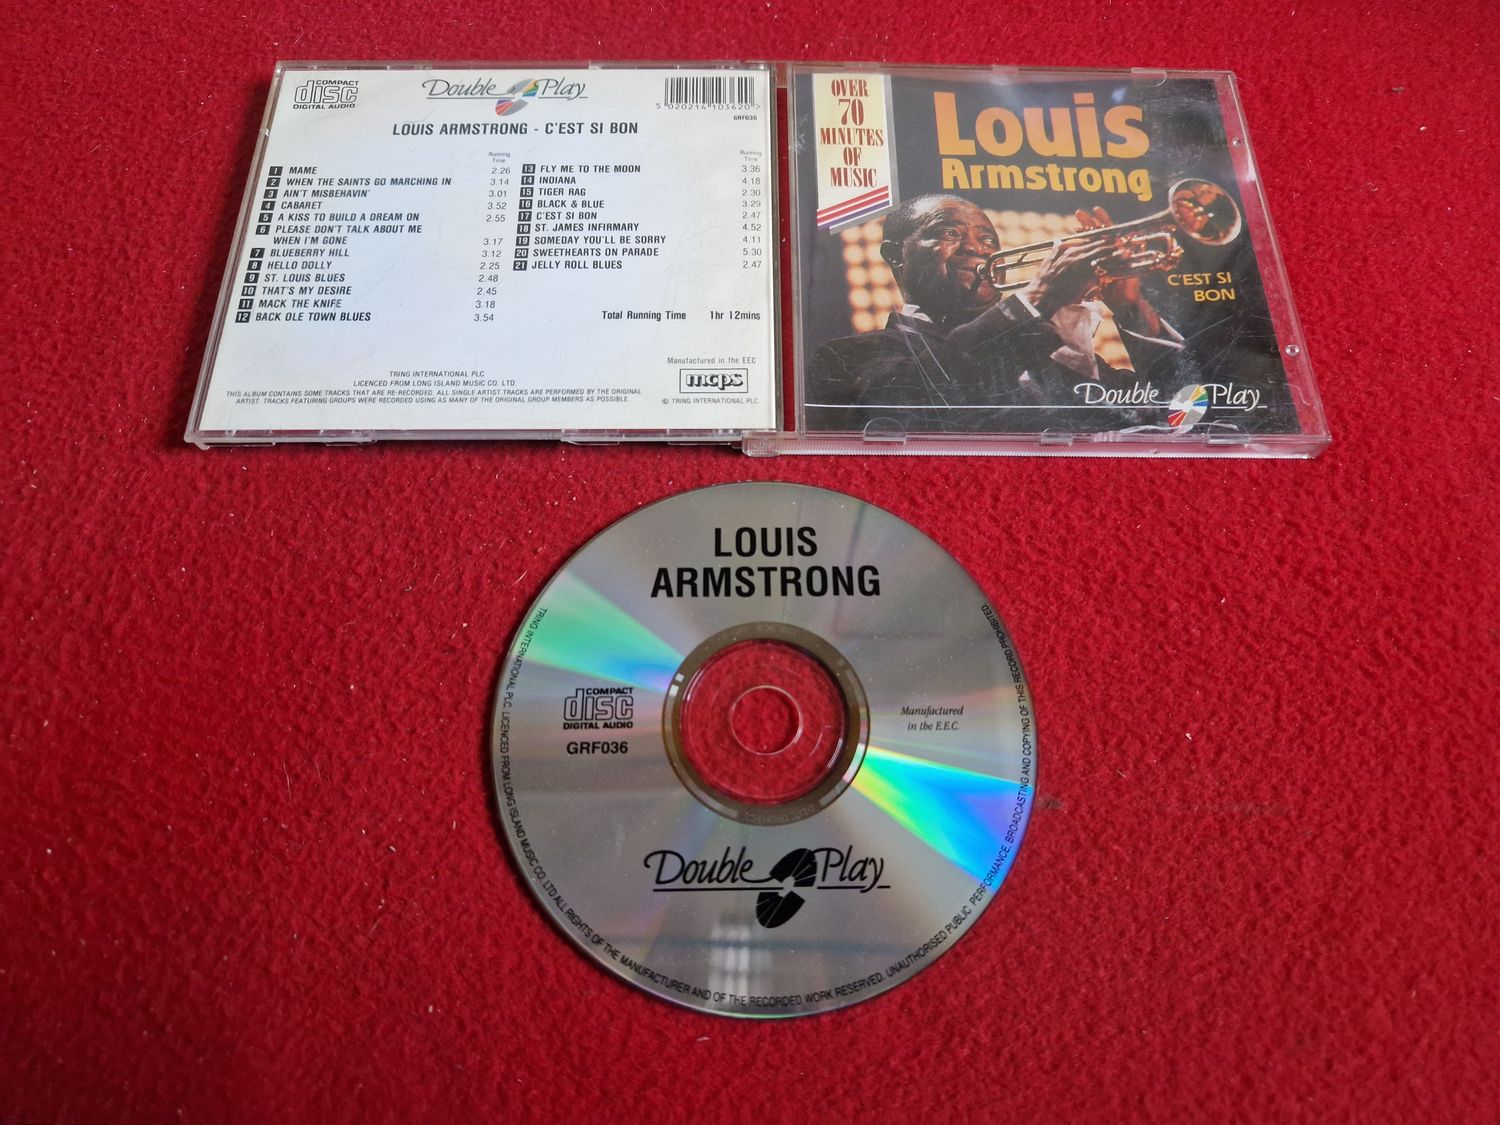 COMPACT
disc
DIGITAL AUDIO
Double Play
5 020214 103620 >
GRF036
LOUIS ARMSTRONG - C'EST SI BON
Running
Time
1 MAME 2.26
2 WHEN THE SAINTS GO MARCHING IN 3.14
3 AIN'T MISBEHAVIN' 3.01
4 CABARET 3.52
5 A KISS TO BUILD A DREAM ON 2.55
6 PLEASE DON'T TALK ABOUT ME
WHEN I'M GONE 3.17
7 BLUEBERRY HILL 3.12
8 HELLO DOLLY 2.25
9 ST. LOUIS BLUES 2.48
10 THAT'S MY DESIRE 2.45
11 MACK THE KNIFE 3.18
12 BACK OLE TOWN BLUES 3.54
Running
Time
13 FLY ME TO THE MOON 3.36
14 INDIANA 4.18
15 TIGER RAG 2.30
16 BLACK & BLUE 3.29
17 C'EST SI BON 2.47
18 ST. JAMES INFIRMARY 4.52
19 SOMEDAY YOU'LL BE SORRY 4.11
20 SWEETHEARTS ON PARADE 5.30
21 JELLY ROLL BLUES 2.47
Total Running Time 1hr 12mins
Manufactured in the EEC
mcps
© TRING INTERNATIONAL PLC
TRING INTERNATIONAL PLC
LICENCED FROM LONG ISLAND MUSIC CO. LTD.
THIS ALBUM CONTAINS SOME TRACKS THAT ARE RE-RECORDED. ALL SINGLE ARTIST TRACKS ARE PERFORMED BY THE ORIGINAL
ARTIST. TRACKS FEATURING GROUPS WERE RECORDED USING AS MANY OF THE ORIGINAL GROUP MEMBERS AS POSSIBLE.
OVER
70
MINUTES
OF
MUSIC
Louis
Armstrong
C'EST SI
BON
Double Play
LOUIS
ARMSTRONG
COMPACT
disc
DIGITAL AUDIO
GRF036
Manufactured
in the E.E.C.
Double Play
TRING INTERNATIONAL PLC. LICENCED FROM LONG ISLAND MUSIC CO. LTD ALL RIGHTS OF THE MANUFACTURER AND OF THE RECORDED WORK RESERVED. UNAUTHORISED PUBLIC PERFORMANCE, BROADCASTING AND COPYING OF THIS RECORD PROHIBITED